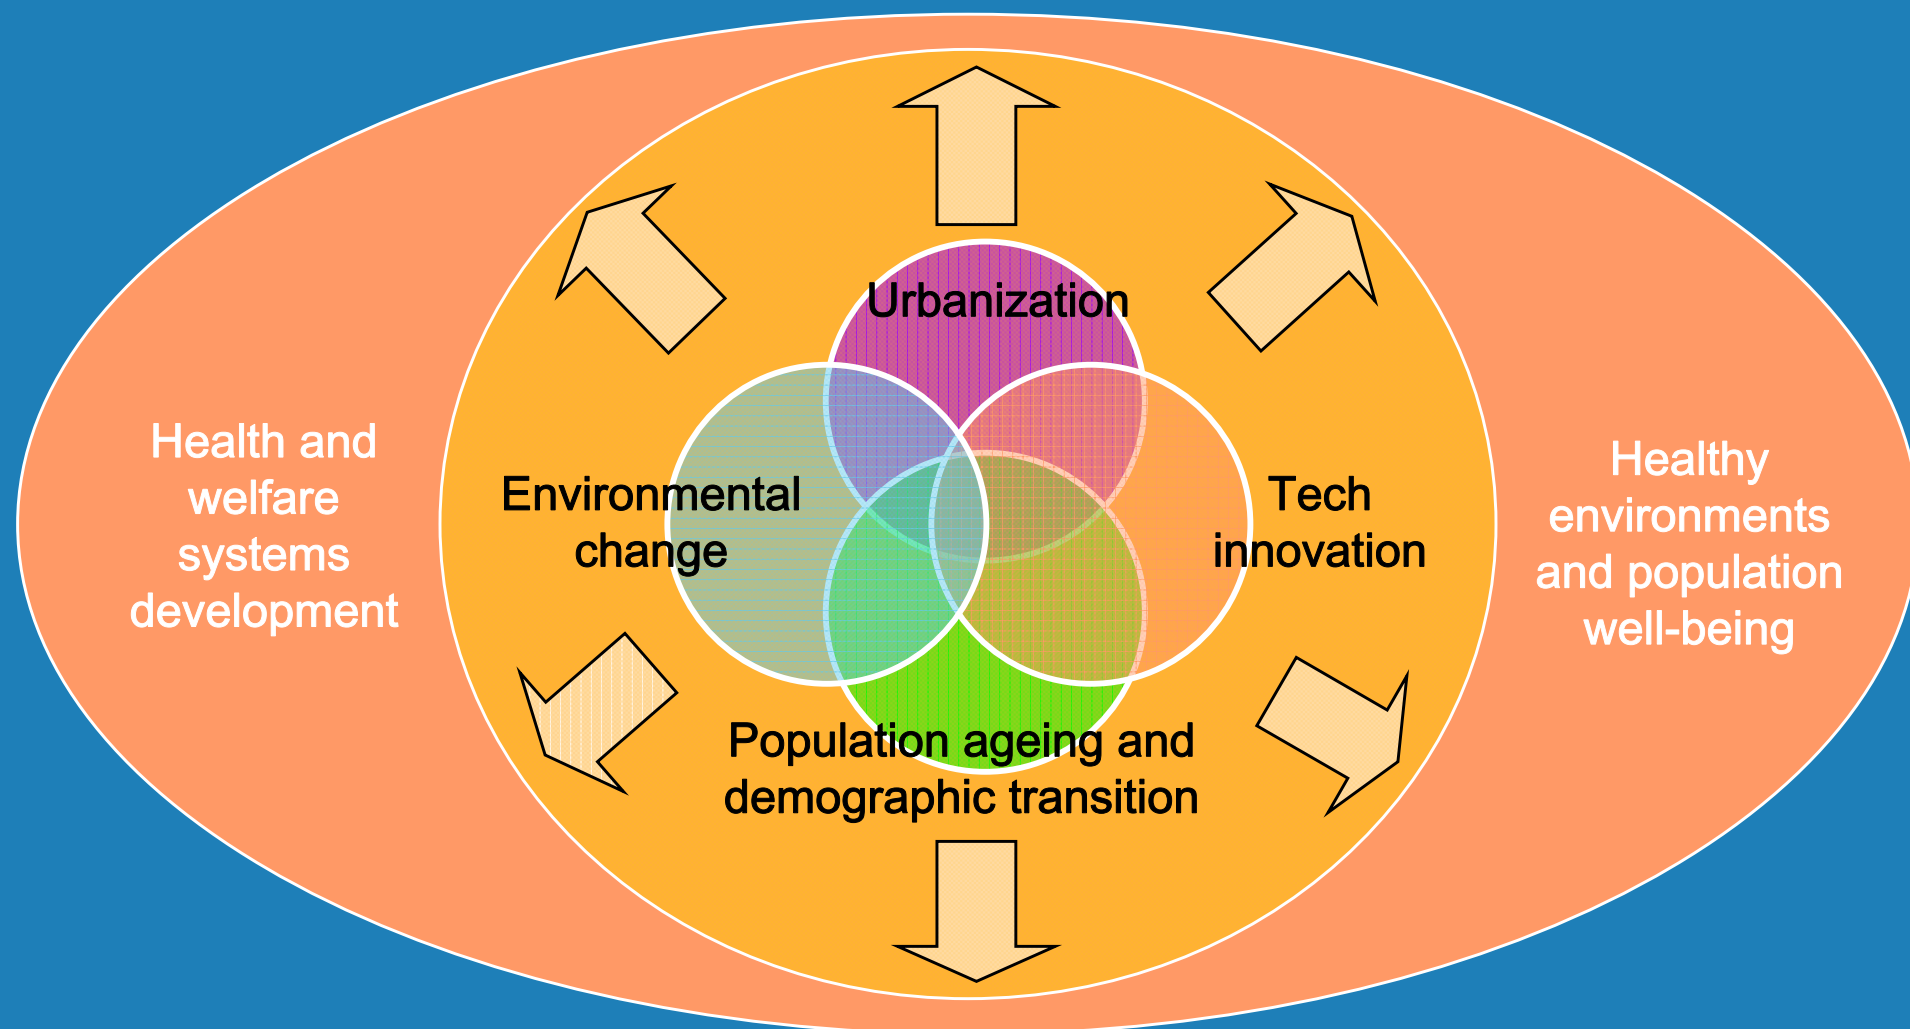 Urbanization
Health and
welfare
systems
development
Environmental
change
Tech
innovation
Healthy
environments
and population
well-being
Population ageing and
demographic transition